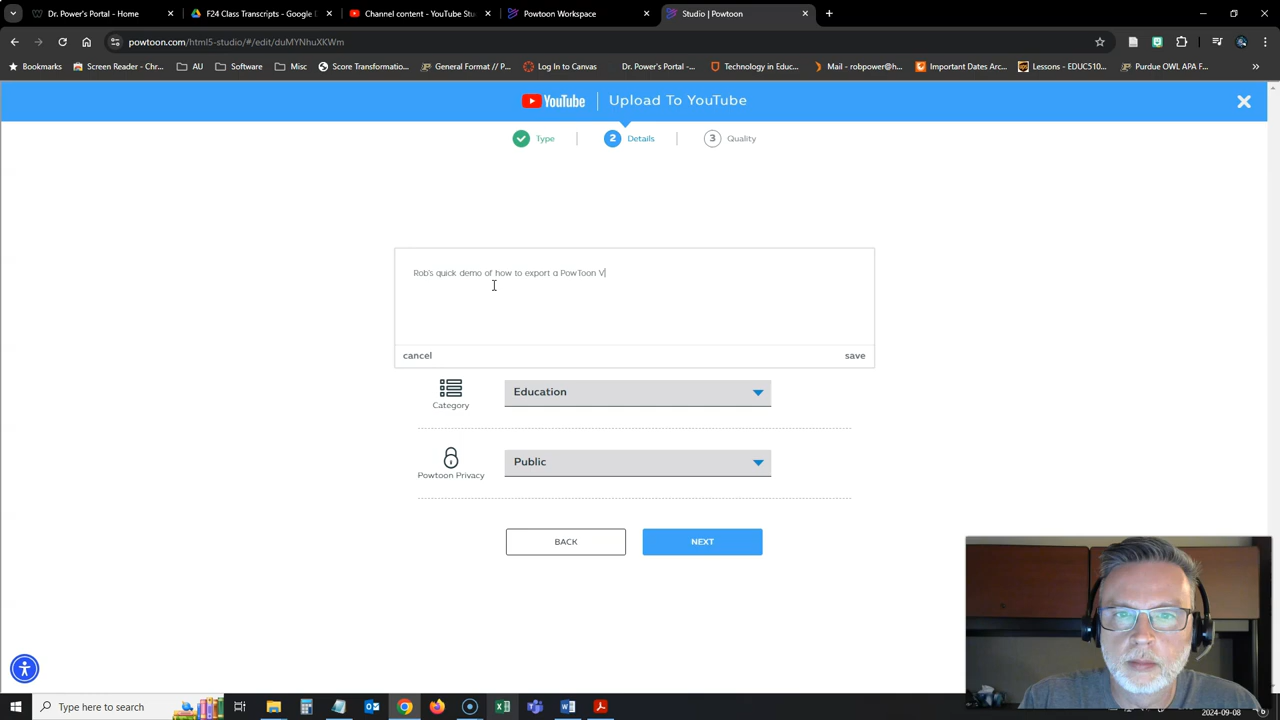 Dr. Power's Portal - Home
F24 Class Transcripts - Google D
Channel content - YouTube Stu
Powtoon Workspace
Studio | Powtoon
powtoon.com/html5-studio/#/edit/duMYNhuXKWm
Bookmarks
Screen Reader - Chr...
AU
Software
Misc
Score Transformatio...
General Format // P...
Log In to Canvas
Dr. Power's Portal -...
Technology in Educ...
Mail - robpower@h...
Important Dates Ar...
Lessons - EDUC510...
Purdue OWL APA F...
YouTube
Upload To YouTube
Type
2
Details
3
Quality
Rob's quick demo of how to export a PowToon V
cancel
save
Category
Education
Powtoon Privacy
Public
BACK
NEXT
Type here to search
2024-09-08